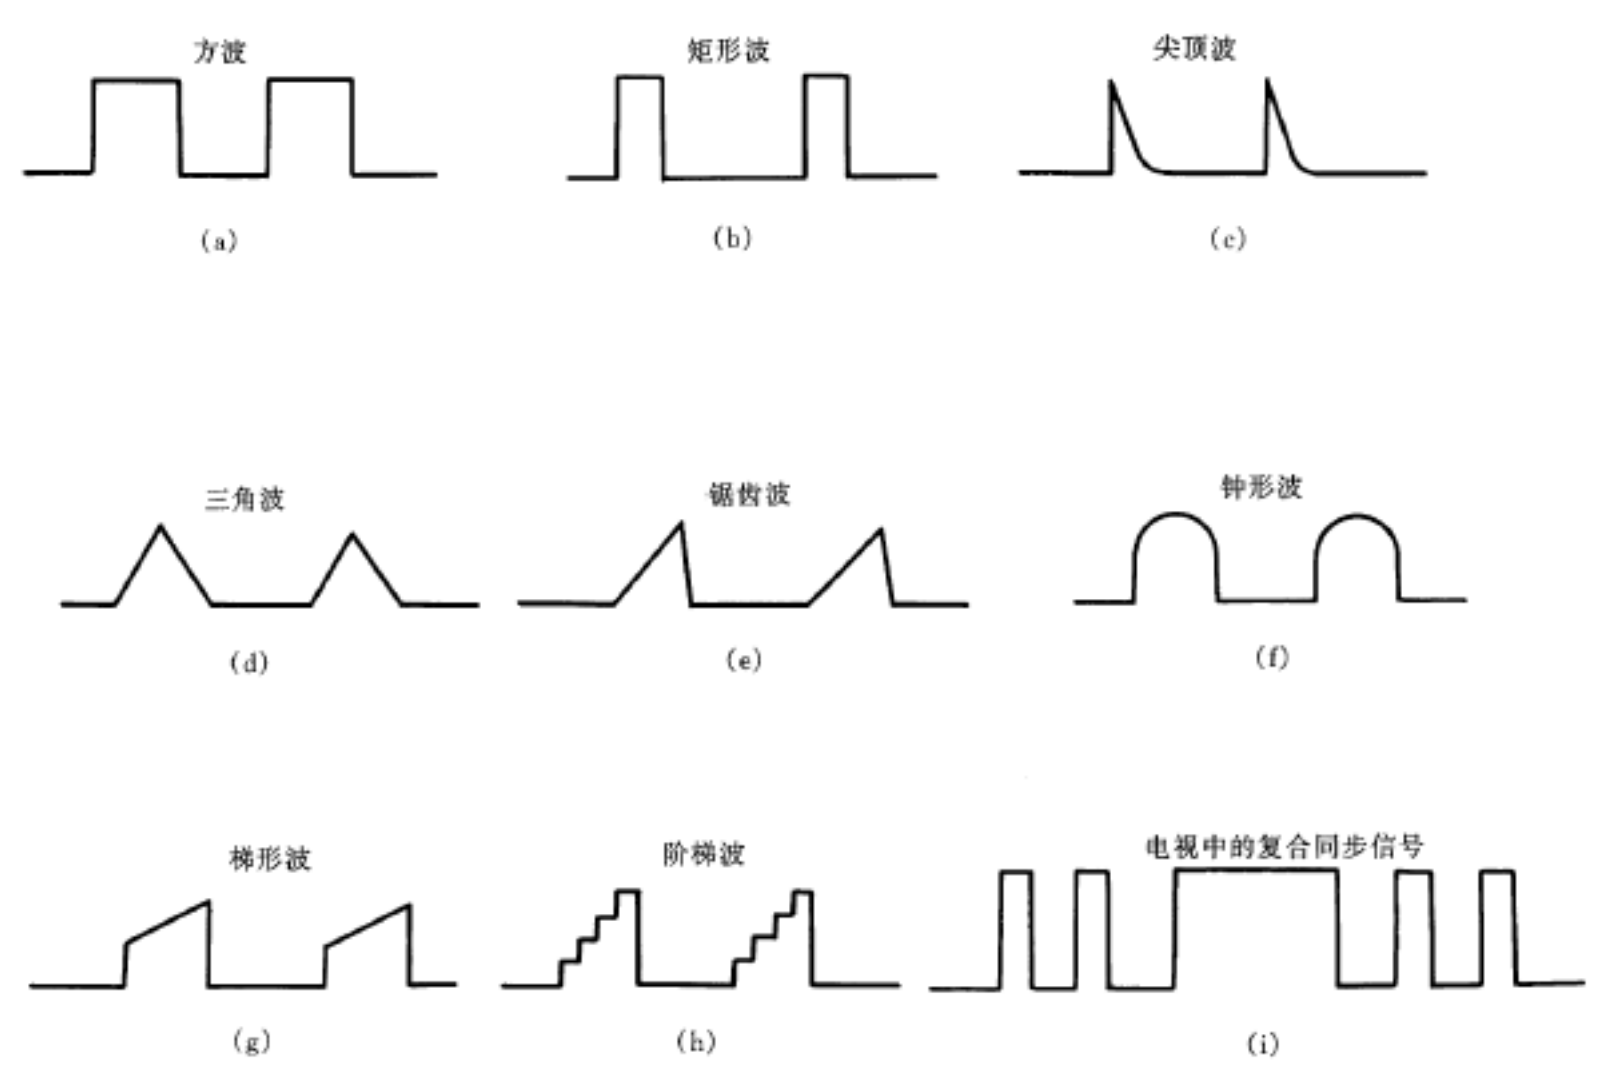 方波
矩形波
尖顶波
(a)
(b)
(c)
三角波
锯齿波
钟形波
(d)
(e)
(f)
梯形波
阶梯波
电视中的复合同步信号
(g)
(h)
(i)